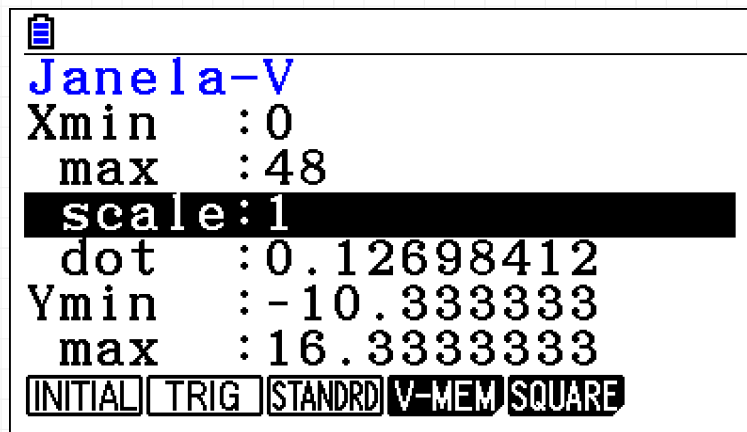 Janela-V
Xmin :0
max :48
scale:1
dot :0.12698412
Ymin :-10.333333
max :16.3333333
INITIAL TRIG STANDRD V-MEM SQUARE